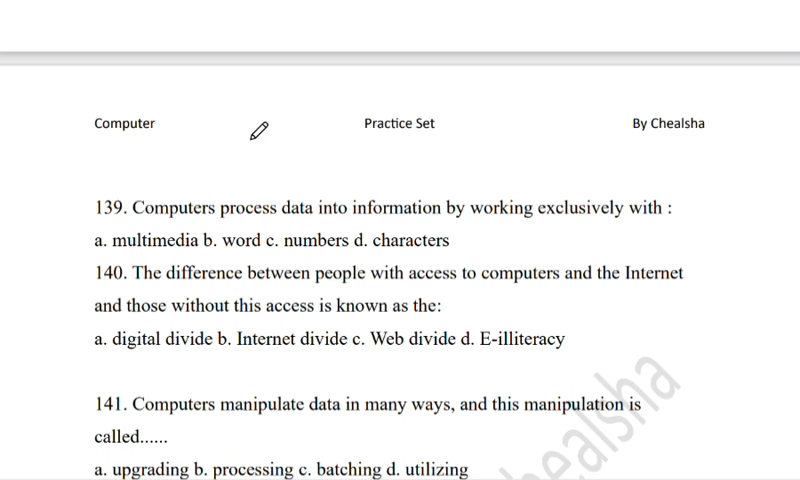 Computer Practice Set By Chealsha
139. Computers process data into information by working exclusively with :
a. multimedia b. word c. numbers d. characters
140. The difference between people with access to computers and the Internet
and those without this access is known as the:
a. digital divide b. Internet divide c. Web divide d. E-illiteracy
141. Computers manipulate data in many ways, and this manipulation is
called......
a. upgrading b. processing c. batching d. utilizing